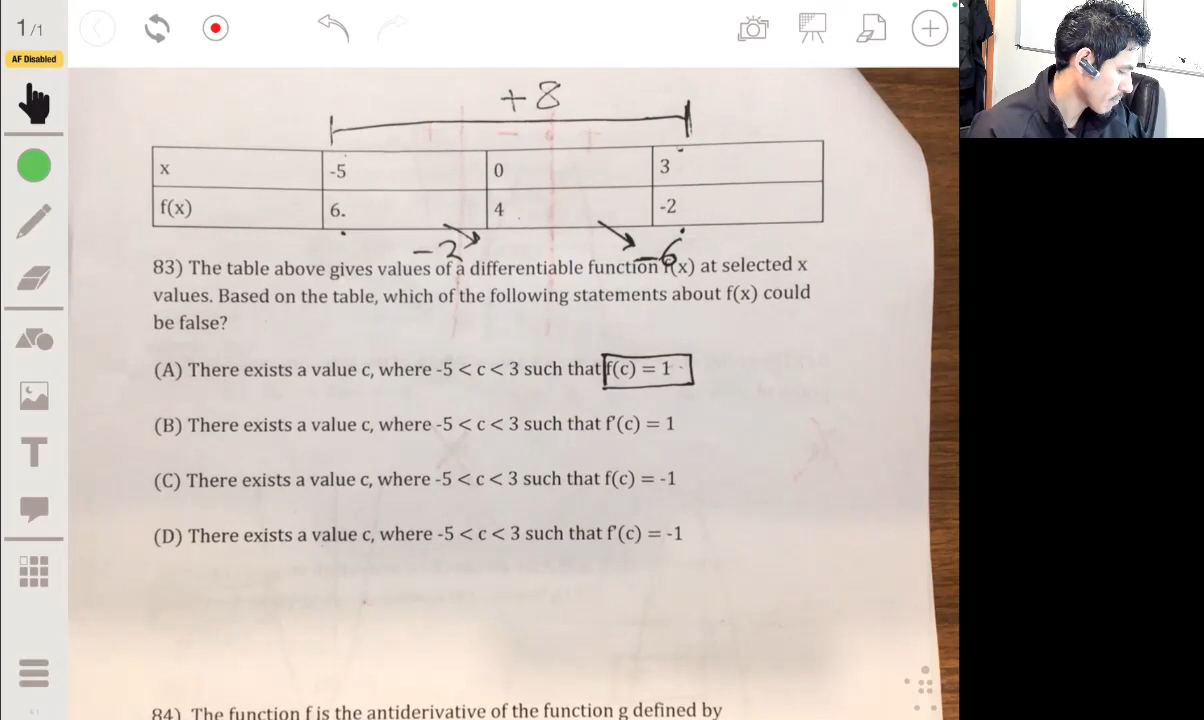 1/1
AF Disabled
+8
x -5 0 3
f(x) 6. 4 -2
-2 -6
83) The table above gives values of a differentiable function f(x) at selected x
values. Based on the table, which of the following statements about f(x) could
be false?
(A) There exists a value c, where -5 < c < 3 such that f(c) = 1
(B) There exists a value c, where -5 < c < 3 such that f'(c) = 1
(C) There exists a value c, where -5 < c < 3 such that f(c) = -1
(D) There exists a value c, where -5 < c < 3 such that f'(c) = -1
84) The function f is the antiderivative of the function g defined by